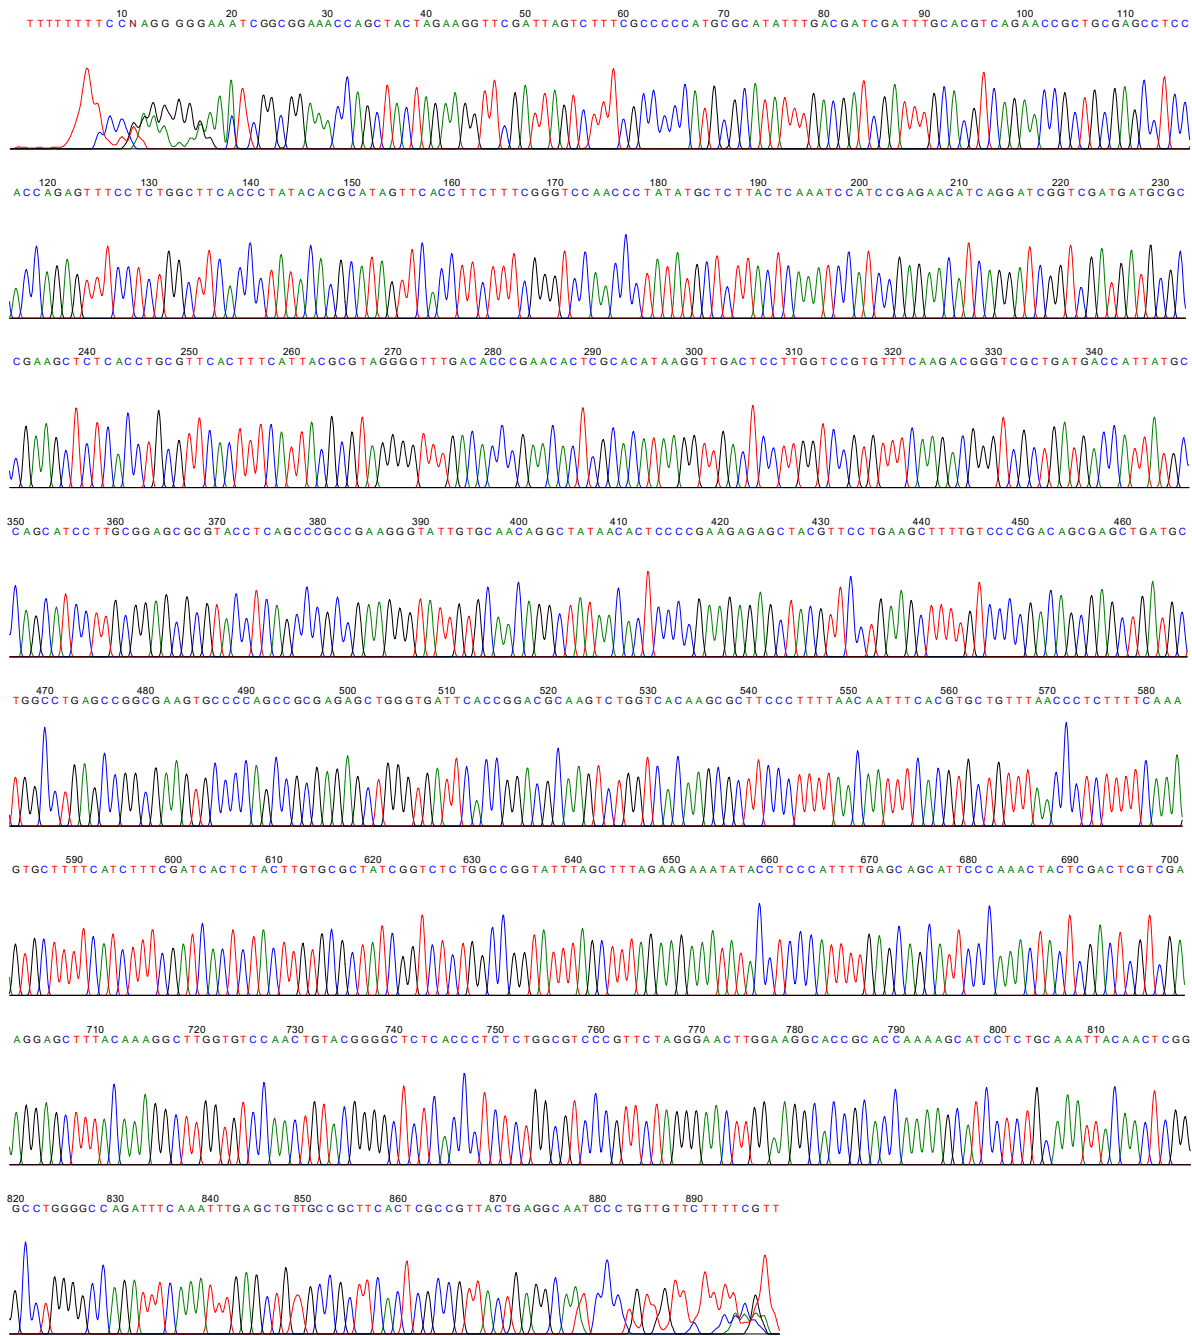 10 20 30 40 50 60 70 80 90 100 110
TTTTTTTTCCNAGGGGGGAAATCGGCGGAAACCAGCTACTAGAAGGTTCGATTAGTCTTTCGCCCCCATGCGCATATTTGACGATCGATTTGCACGTCAGAACCGCTGCGAGCCTCC
120 130 140 150 160 170 180 190 200 210 220 230
ACCAGAGTTTCCTCTGGCTTCACCCTATACACGCATAGTTCACCTTCTTTCGGGTCCAACCCTATATGCTCTTACTCAAATCCATCCGAGAACATCAGGATCGGTCGATGATGCGC
240 250 260 270 280 290 300 310 320 330 340
CGAAGCTCTCACCTGCGTTCACTTTCATTACGCGTAGGGGTTTGACACCCGAACACTCGCACATAAGGTTGACTCCTTGGTCCGTGTTTCAAGACGGGTCGCTGATGACCATTATGC
350 360 370 380 390 400 410 420 430 440 450 460
CAGCATCCTTGCGGAGCGCGTACCTCAGCCCGCCGAAGGGTATTGTGCAACAGGCTATAACACTCCCCGAAGAGAGCTACGTTCCTGAAGCTTTTGTCCCCGACAGCGAGCTGATGC
470 480 490 500 510 520 530 540 550 560 570 580
TGGCCTGAGCCGGCGAAGTGCCCCAGCCGCGAGAGCTGGGTGATTCACCGGACGCAAGTCTGGTCACAAGCGCTTCCCTTTTAACAATTTCACGTGCTGTTTAACCCTCTTTTCAAA
590 600 610 620 630 640 650 660 670 680 690 700
GTGCTTTTCATCTTTCGATCACTCTACTTGTGCGCTATCGGTCTCTGGCCGGTATTTAGCTTTAGAAGAAATATACCTCCCATTTTGAGCAGCATTCCCAAACTACTCGACTCGTCGA
710 720 730 740 750 760 770 780 790 800 810
AGGAGCTTTACAAAGGCTTGGTGTCCAACTGTACGGGGCTCTCACCCTCTCTGGCGTCCCGTTCTAGGGAACTTGGAAGGCACCGCACCAAAAGCATCCTCTGCAAATTACAACTCGG
820 830 840 850 860 870 880 890
GCCTGGGGCCAGATTTCAAATTTGAGCTGTTGCCGCTTCACTCGCCGTTACTGAGGCAATCCCTGTTGTTCTTTTCGTT